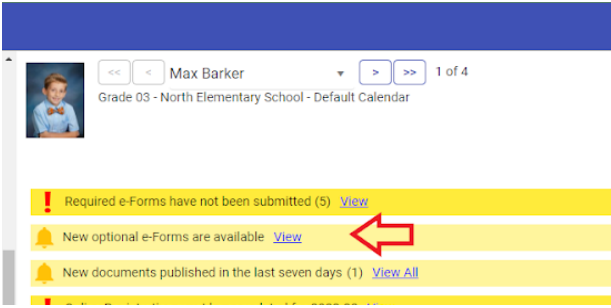 << < Max Barker > >> 1 of 4
Grade 03 - North Elementary School - Default Calendar
Required e-Forms have not been submitted (5) View
New optional e-Forms are available View
New documents published in the last seven days (1) View All